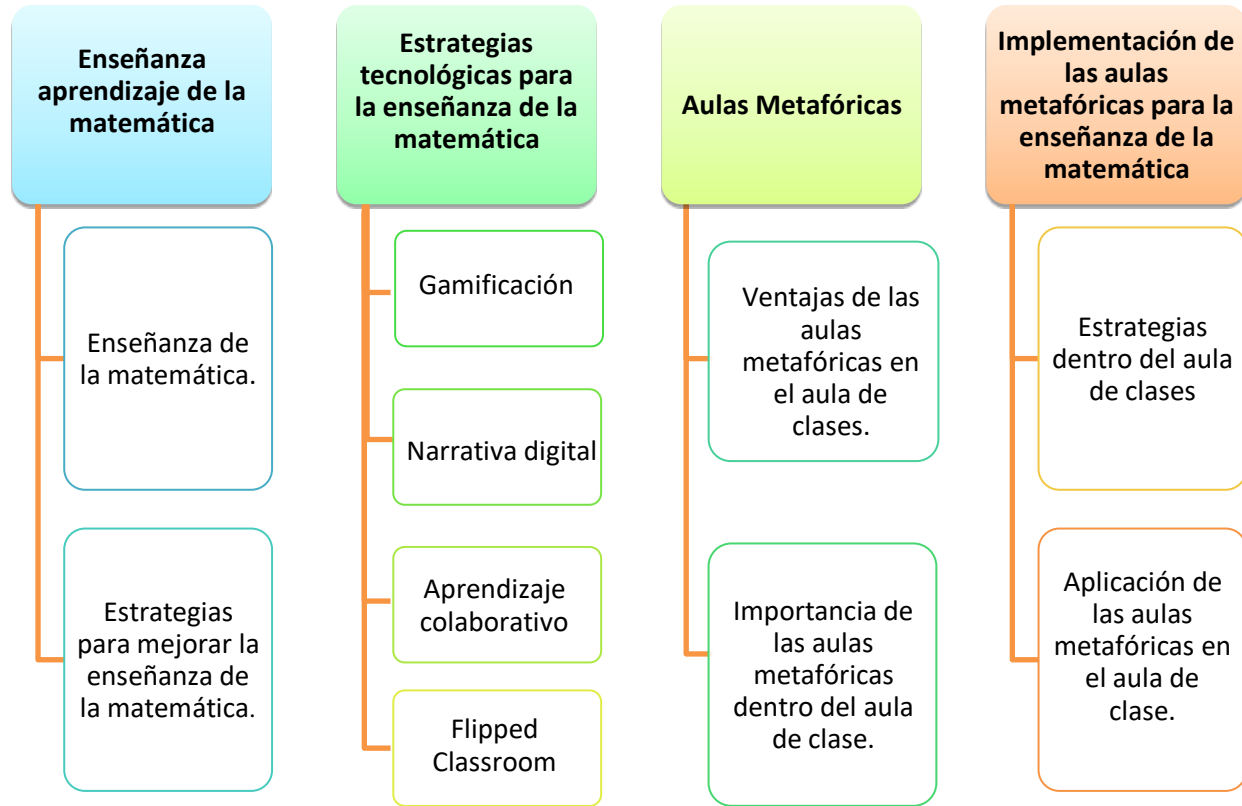 Enseñanza
aprendizaje de la
matemática
Enseñanza de
la matemática.
Estrategias
para mejorar la
enseñanza de
la matemática.
Estrategias
tecnológicas para
la enseñanza de la
matemática
Gamificación
Narrativa digital
Aprendizaje
colaborativo
Flipped
Classroom
Aulas Metafóricas
Ventajas de las
aulas
metafóricas en
el aula de
clases.
Importancia de
las aulas
metafóricas
dentro del aula
de clase.
Implementación de
las aulas
metafóricas para la
enseñanza de la
matemática
Estrategias
dentro del aula
de clases
Aplicación de
las aulas
metafóricas en
el aula de
clase.